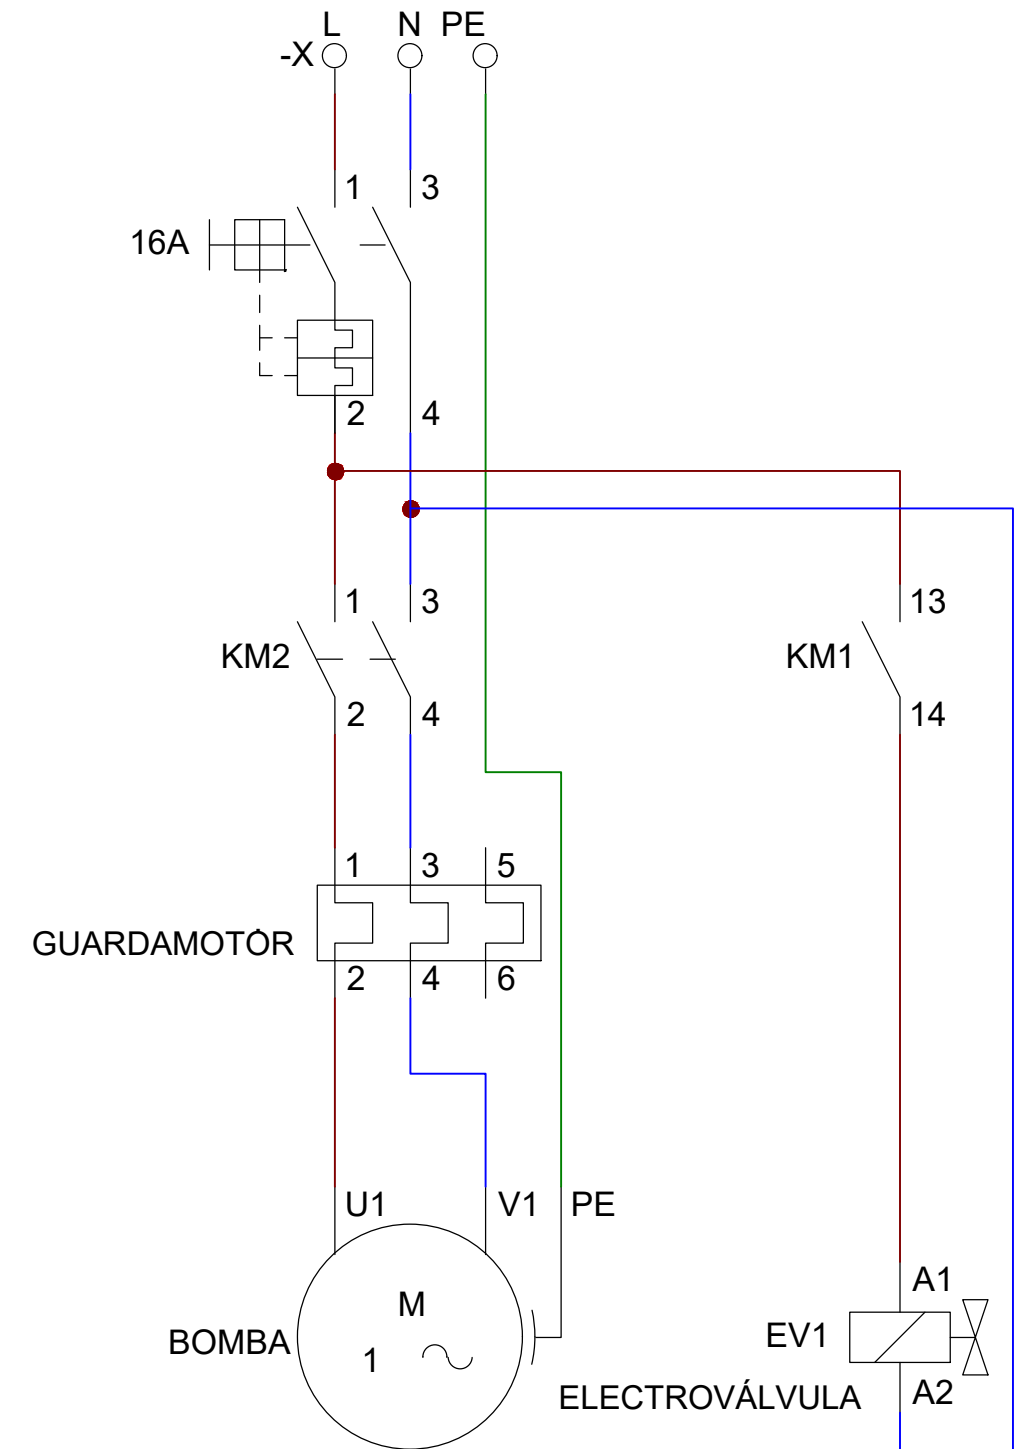 L N PE
-X
1 3
16A
2 4
1 3 13
KM2 KM1
2 4 14
1 3 5
GUARDAMOTOR
2 4 6
U1 V1 PE
A1
M
EV1
BOMBA
1
ELECTROVÁLVULA A2